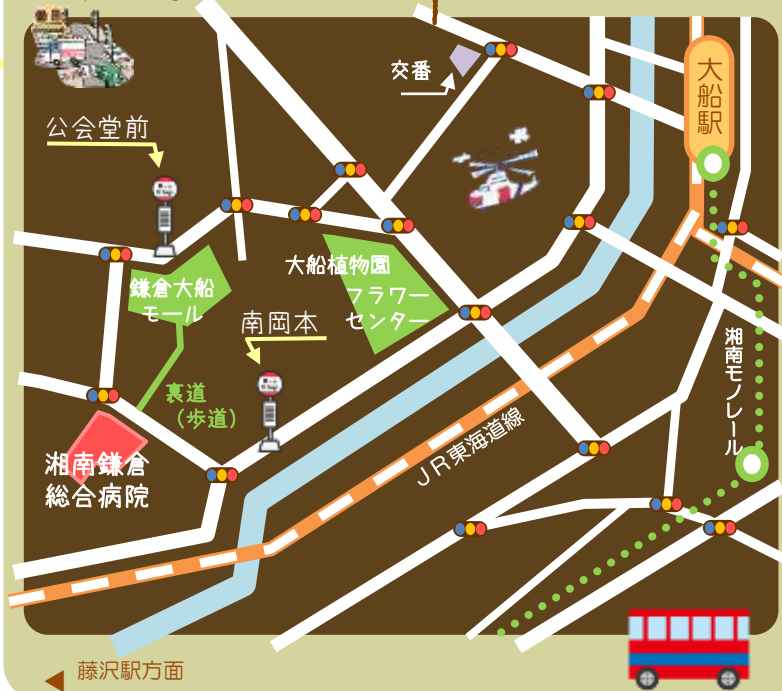 交番
大船駅
公会堂前
大船植物園
フラワー
センター
鎌倉大船
モール
南岡本
裏道
(歩道)
湘南モノレール
JR東海道線
湘南鎌倉
総合病院
藤沢駅方面